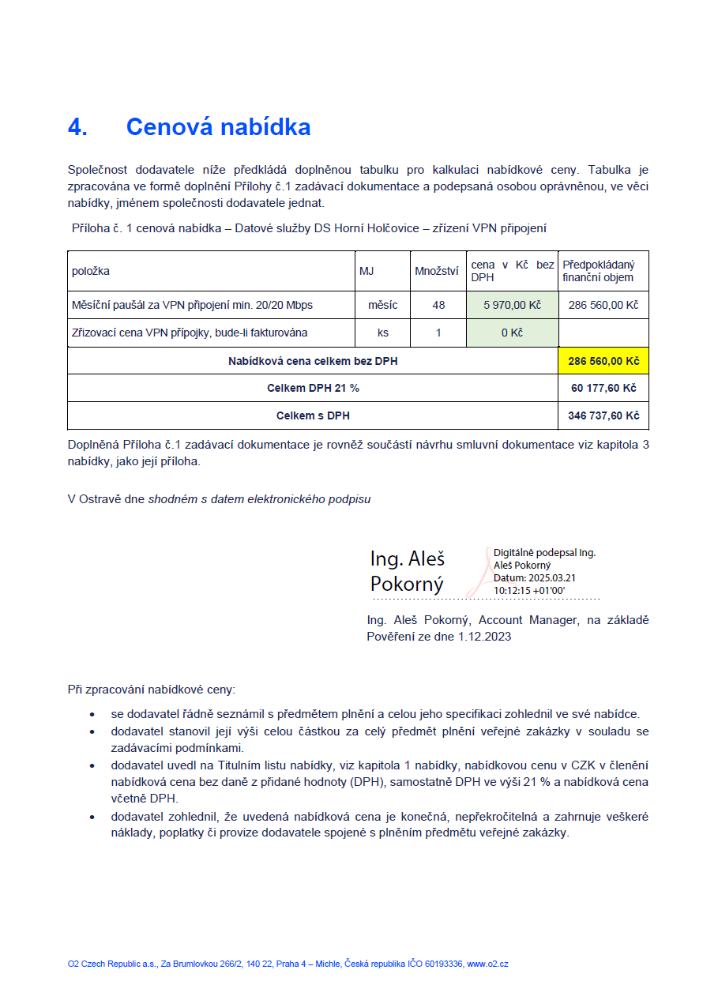 4. Cenová nabídka
Společnost dodavatele níže předkládá doplněnou tabulku pro kalkulaci nabídkové ceny. Tabulka je
zpracována ve formě doplnění Přílohy č.1 zadávací dokumentace a podepsaná osobou oprávněnou, ve věci
nabídky, jménem společnosti dodavatele jednat.
Příloha č. 1 cenová nabídka – Datové služby DS Horní Holčovice – zřízení VPN připojení
položka MJ Množství cena v Kč bez DPH Předpokládaný finanční objem
Měsíční paušál za VPN připojení min. 20/20 Mbps měsíc 48 5 970,00 Kč 286 560,00 Kč
Zřizovací cena VPN přípojky, bude-li fakturována ks 1 0 Kč
Nabídková cena celkem bez DPH 286 560,00 Kč
Celkem DPH 21 % 60 177,60 Kč
Celkem s DPH 346 737,60 Kč
Doplněná Příloha č.1 zadávací dokumentace je rovněž součástí návrhu smluvní dokumentace viz kapitola 3
nabídky, jako její příloha.
V Ostravě dne shodném s datem elektronického podpisu
Ing. Aleš
Pokorný
Digitálně podepsal Ing.
Aleš Pokorný
Datum: 2025.03.21
10:12:15 +01'00'
Ing. Aleš Pokorný, Account Manager, na základě
Pověření ze dne 1.12.2023
Při zpracování nabídkové ceny:
• se dodavatel řádně seznámil s předmětem plnění a celou jeho specifikaci zohlednil ve své nabídce.
• dodavatel stanovil její výši celou částkou za celý předmět plnění veřejné zakázky v souladu se
zadávacími podmínkami.
• dodavatel uvedl na Titulním listu nabídky, viz kapitola 1 nabídky, nabídkovou cenu v CZK v členění
nabídková cena bez daně z přidané hodnoty (DPH), samostatně DPH ve výši 21 % a nabídková cena
včetně DPH.
• dodavatel zohlednil, že uvedená nabídková cena je konečná, nepřekročitelná a zahrnuje veškeré
náklady, poplatky či provize dodavatele spojené s plněním předmětu veřejné zakázky.
O2 Czech Republic a.s., Za Brumlovkou 266/2, 140 22, Praha 4 – Michle, Česká republika IČO 60193336, www.o2.cz